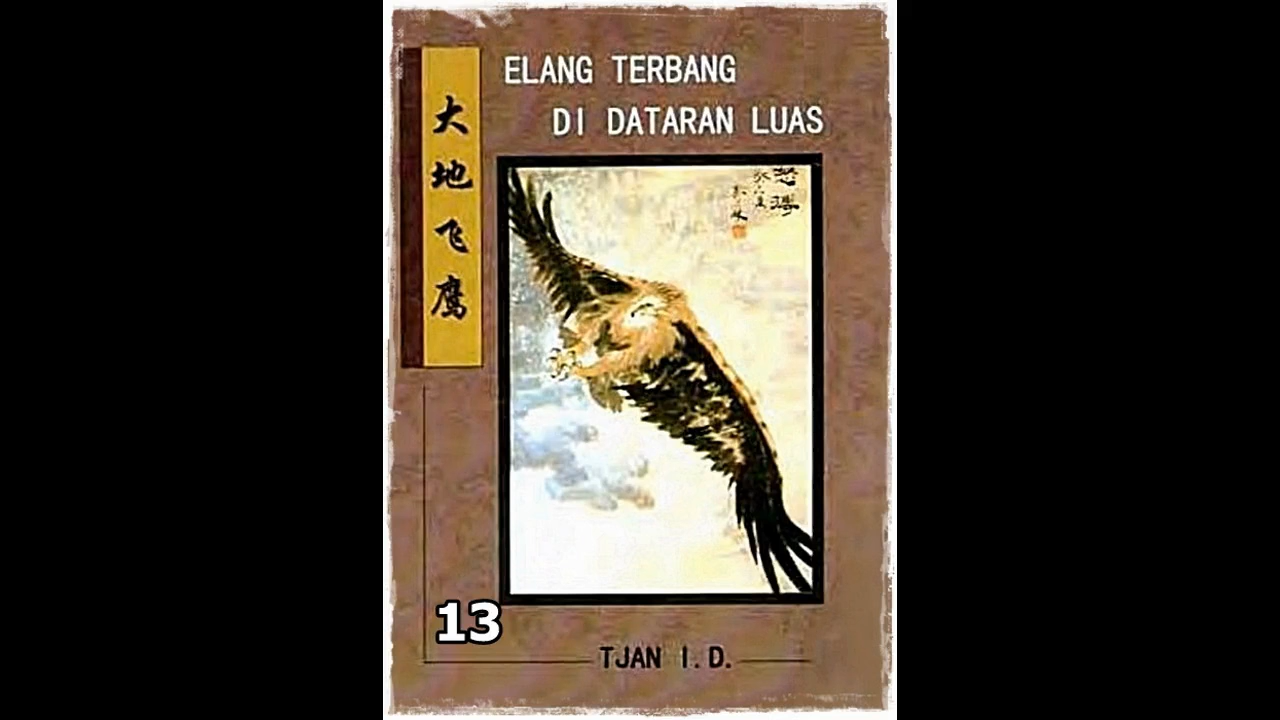 ELANG TERBANG
DI DATARAN LUAS
大地飞鹰
13
TJAN I.D.